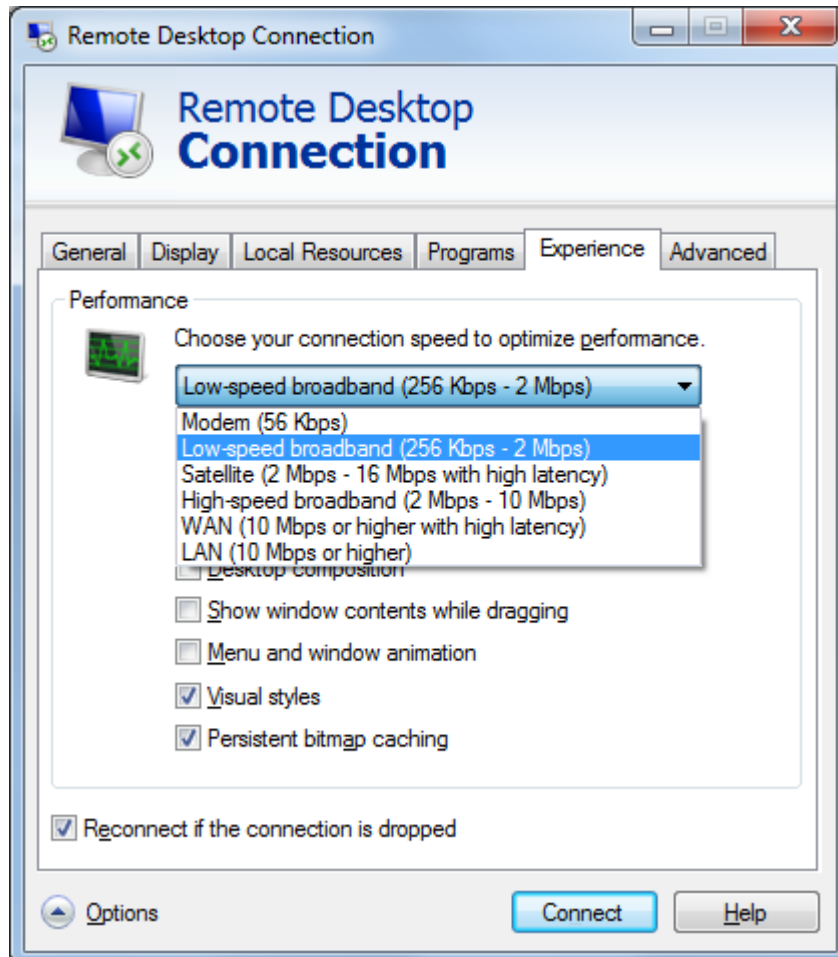 Remote Desktop Connection
Remote Desktop
Connection
General Display Local Resources Programs Experience Advanced
Performance
Choose your connection speed to optimize performance.
Low-speed broadband (256 Kbps - 2 Mbps)
Modem (56 Kbps)
Low-speed broadband (256 Kbps - 2 Mbps)
Satellite (2 Mbps - 16 Mbps with high latency)
High-speed broadband (2 Mbps - 10 Mbps)
WAN (10 Mbps or higher with high latency)
LAN (10 Mbps or higher)
Desktop composition
Show window contents while dragging
Menu and window animation
Visual styles
Persistent bitmap caching
Reconnect if the connection is dropped
Options Connect Help